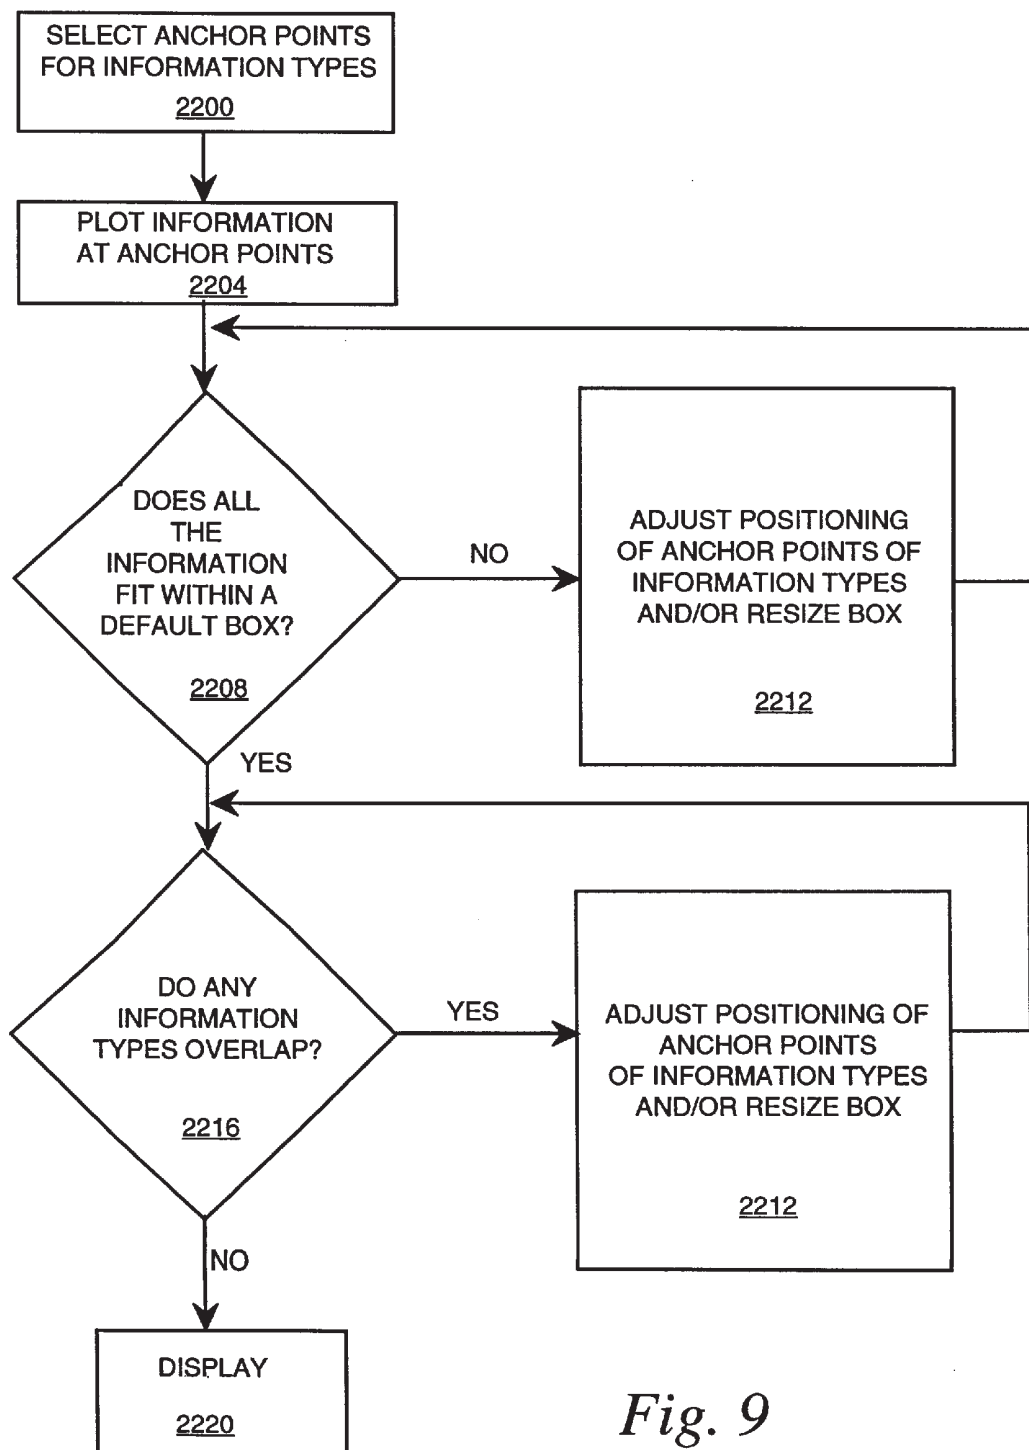 SELECT ANCHOR POINTS
FOR INFORMATION TYPES
2200
PLOT INFORMATION
AT ANCHOR POINTS
2204
DOES ALL
THE
INFORMATION
FIT WITHIN A
DEFAULT BOX?
2208
NO
ADJUST POSITIONING
OF ANCHOR POINTS OF
INFORMATION TYPES
AND/OR RESIZE BOX
2212
YES
DO ANY
INFORMATION
TYPES OVERLAP?
2216
YES
ADJUST POSITIONING OF
ANCHOR POINTS
OF INFORMATION TYPES
AND/OR RESIZE BOX
2212
NO
DISPLAY
2220
Fig. 9